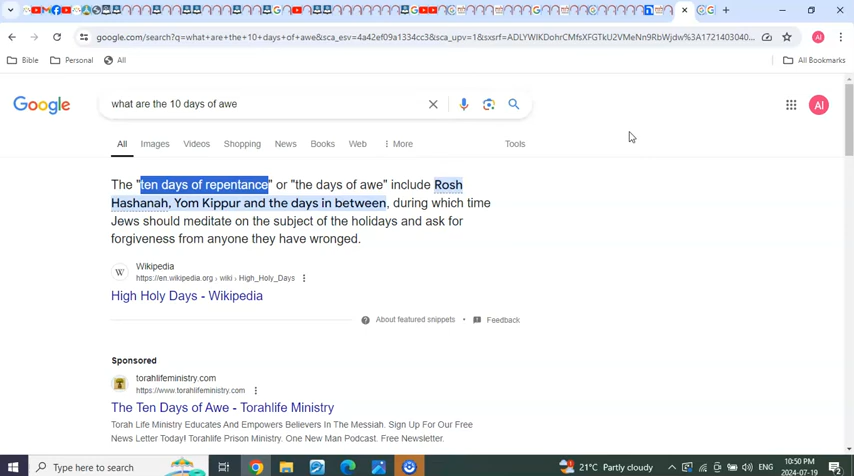 google.com/search?q=what+are+the+10+days+of+awe&sca_esv=4a42ef09a1334cc3&sca_upv=1&sxsrf=ADLYWIKDohrCMfsXFGTkU2VMeNn9RbWjdw%3A1721403040...
Bible Personal All All Bookmarks
Google what are the 10 days of awe AI
All Images Videos Shopping News Books Web More Tools
The "ten days of repentance" or "the days of awe" include Rosh
Hashanah, Yom Kippur and the days in between, during which time
Jews should meditate on the subject of the holidays and ask for
forgiveness from anyone they have wronged.
W Wikipedia
https://en.wikipedia.org › wiki › High_Holy_Days
High Holy Days - Wikipedia
About featured snippets • Feedback
Sponsored
torahlifeministry.com
https://www.torahlifeministry.com
The Ten Days of Awe - Torahlife Ministry
Torah Life Ministry Educates And Empowers Believers In The Messiah. Sign Up For Our Free
News Letter Today! Torahlife Prison Ministry. One New Man Podcast. Free Newsletter.
Type here to search 21°C Partly cloudy ENG 10:50 PM
2024-07-19
2